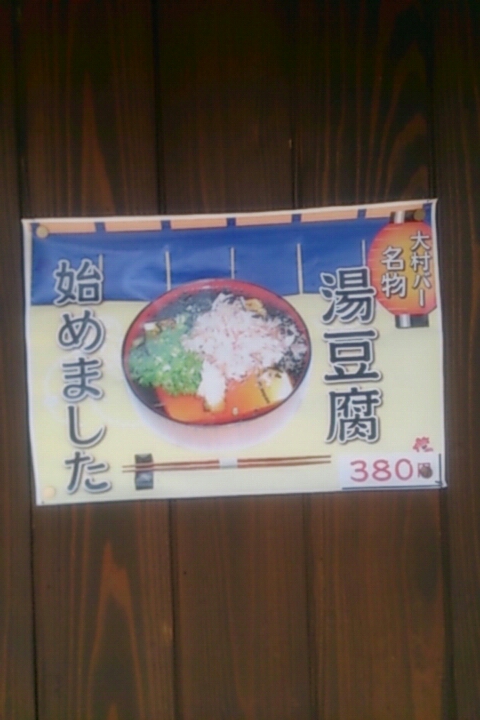 大村バー
名物
湯豆腐
始めました
380円